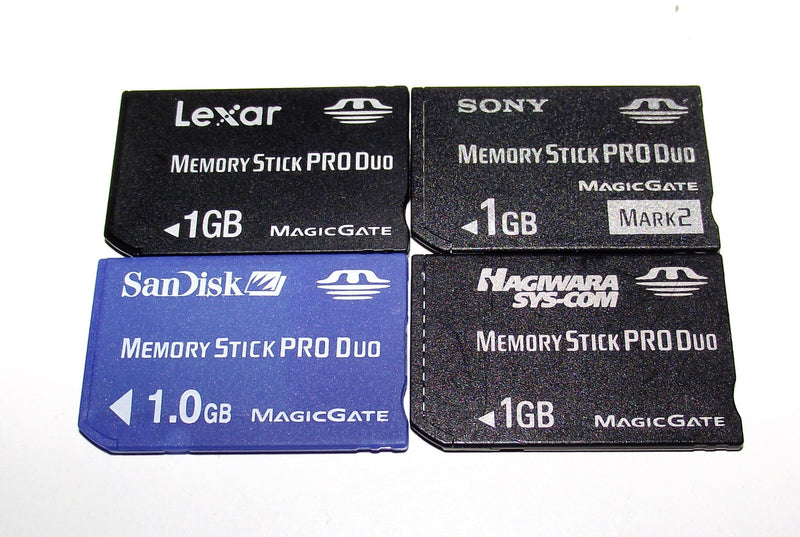 Lexar
MEMORY STICK PRO DUO
1GB MAGICGATE
SONY
MEMORY STICK PRO DUO
MAGICGATE
1GB MARK2
SanDisk
MEMORY STICK PRO DUO
1.0GB MAGICGATE
HAGIWARA
SYS-COM
MEMORY STICK PRO DUO
1GB MAGICGATE